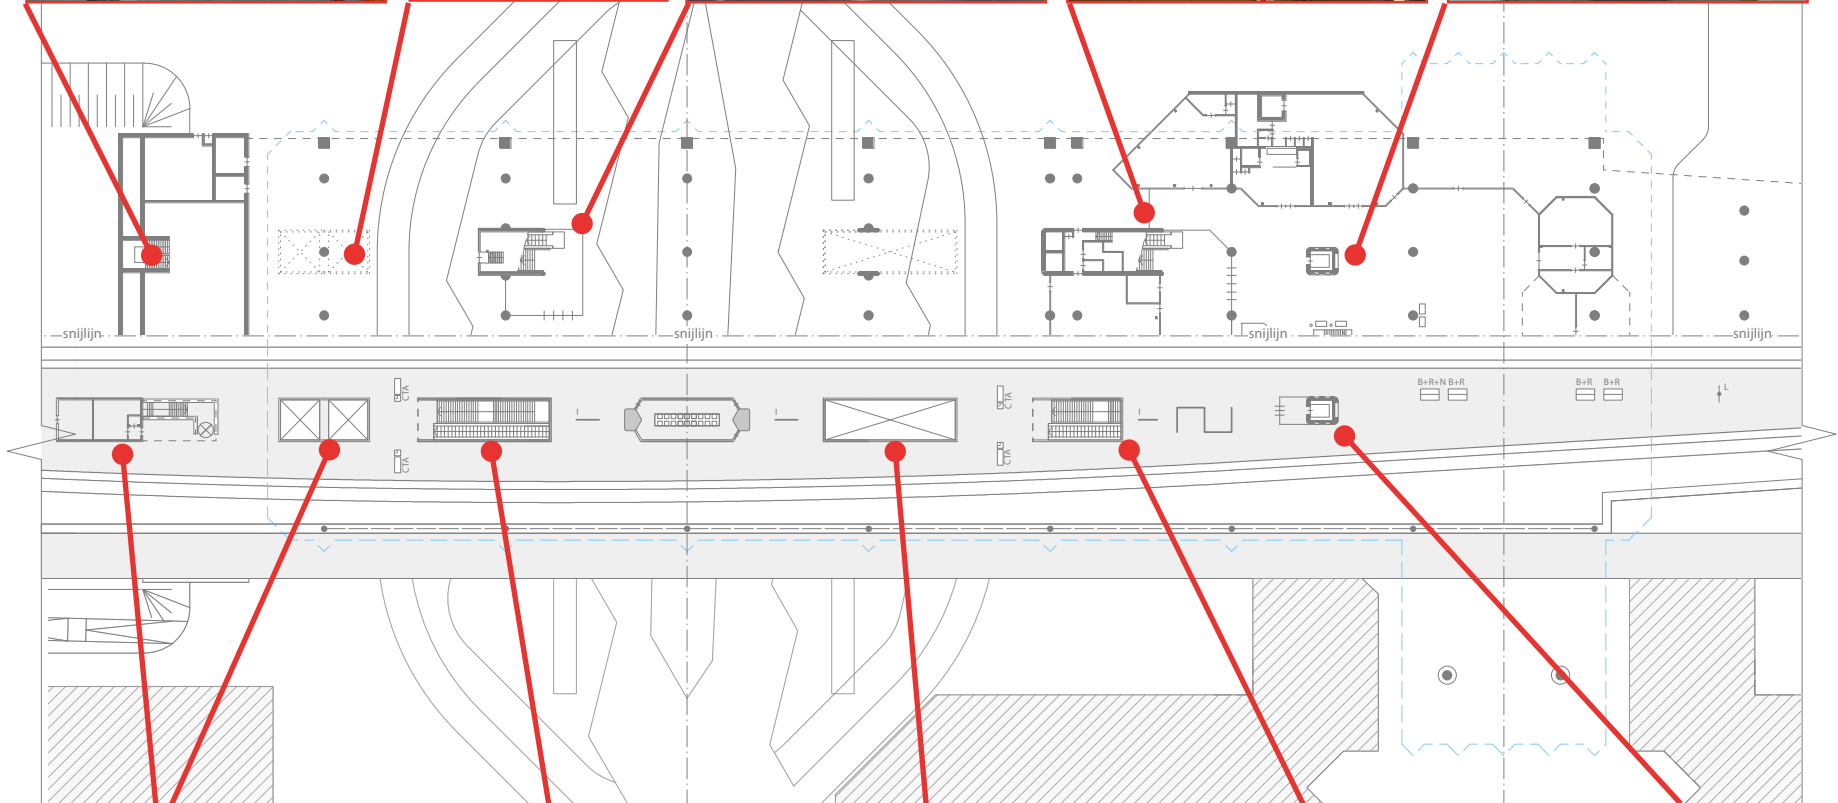 snijlijn snijlijn snijlijn snijlijn
B+R+N B+R B+R B+R
L
CTA CTA
I I I
CTA CTA